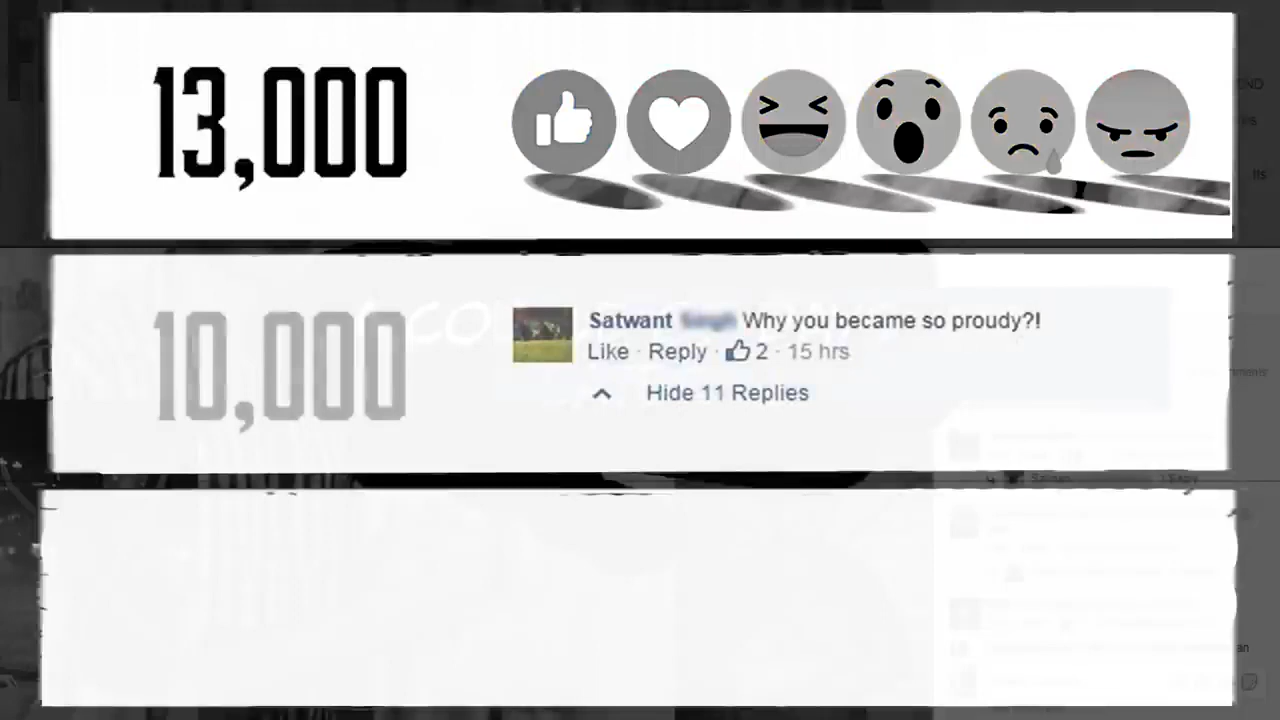 13,000
10,000
Satwant Why you became so proudy?!
Like · Reply · 2 · 15 hrs
Hide 11 Replies